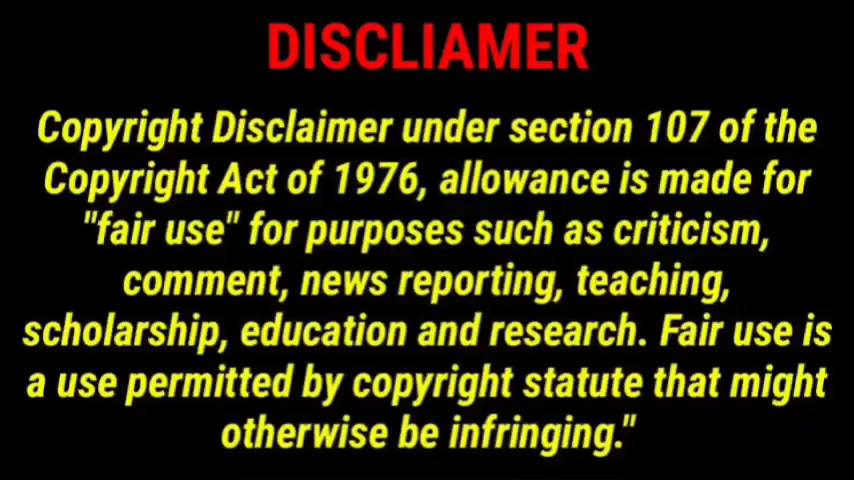 DISCLIAMER
Copyright Disclaimer under section 107 of the
Copyright Act of 1976, allowance is made for
"fair use" for purposes such as criticism,
comment, news reporting, teaching,
scholarship, education and research. Fair use is
a use permitted by copyright statute that might
otherwise be infringing."